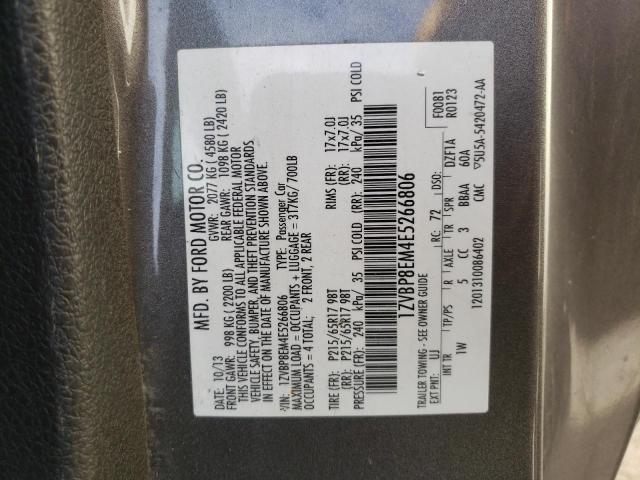 MFD. BY FORD MOTOR CO.
DATE: 10/13 GVWR: 2077 KG ( 4580 LB)
FRONT GAWR: 998 KG ( 2200 LB) REAR GAWR: 1098 KG ( 2420 LB)
VEHICLE CONFORMS TO ALL APPLICABLE FEDERAL MOTOR
VEHICLE SAFETY, BUMPER, AND THEFT PREVENTION STANDARDS
IN EFFECT ON THE DATE OF MANUFACTURE SHOWN ABOVE.
VIN: 1ZVBP8EM4E5266806 TYPE: Passenger Car
MAXIMUM LOAD = OCCUPANTS + LUGGAGE = 317KG/ 700LB
OCCUPANTS = 4 TOTAL; 2 FRONT, 2 REAR
TIRE (FR): P215/65R17 98T RIMS (FR): 17x7.0J
(RR): P215/65R17 98T (RR): 17x7.0J
PRESSURE (FR): 240 kPa/ 35 PSI COLD (RR): 240 kPa/ 35 PSI COLD
1ZVBP8EM4E5266806
TRAILER TOWING - SEE OWNER GUIDE
F0081
R0123
EXT PNT: UJ RC: 72 DSO:
INT TR TP/PS R AXLE TR SPR DZF1A
1W 5 CC 3 BBAA 60A
1201310086402 CMC 5U5A-5420472-AA